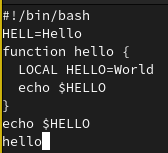 #!/bin/bash
HELL=Hello
function hello {
  LOCAL HELLO=World
  echo $HELLO
}
echo $HELLO
hello